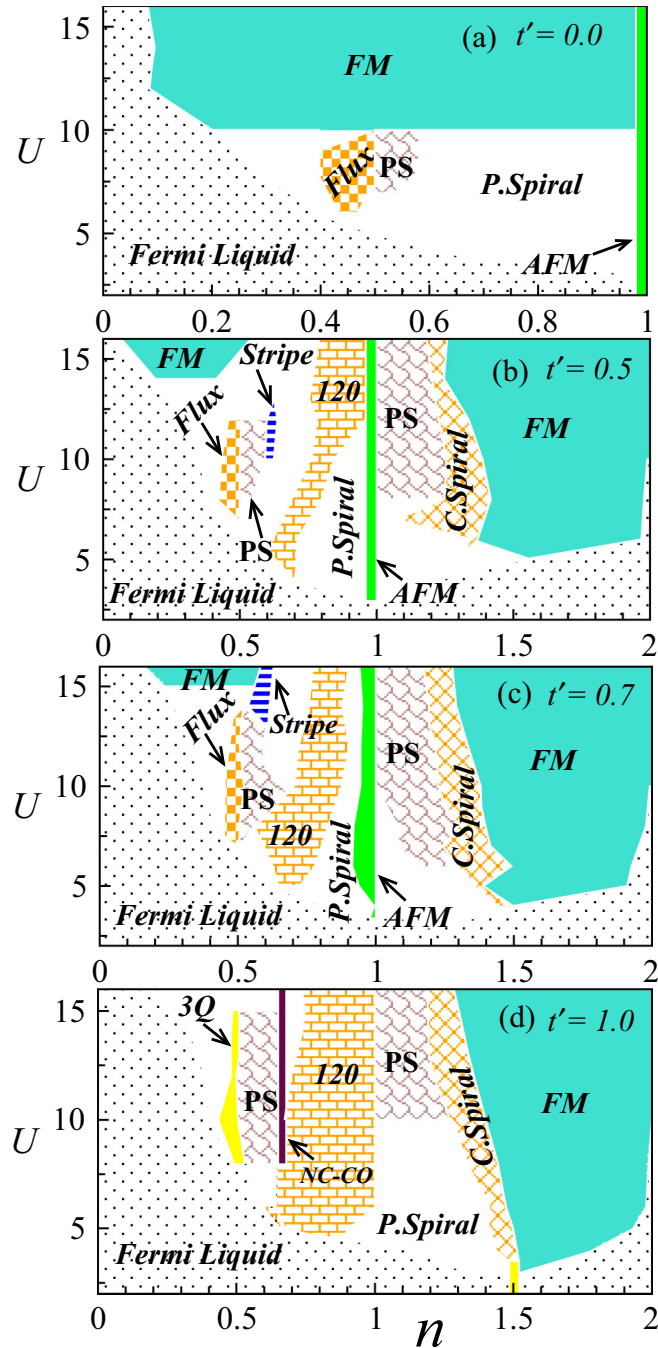 (a) t′ = 0.0
FM
15
10
5
U
Flux
PS
P.Spiral
Fermi Liquid
AFM
0 0.2 0.4 0.6 0.8 1
(b) t′ = 0.5
FM
Stripe
120
PS
FM
15
10
5
U
Flux
PS
P.Spiral
C.Spiral
Fermi Liquid
AFM
0 0.5 1 1.5 2
(c) t′ = 0.7
FM
Stripe
15
10
5
U
Flux
PS
120
PS
FM
P.Spiral
C.Spiral
Fermi Liquid
AFM
0 0.5 1 1.5 2
(d) t′ = 1.0
3Q
15
10
5
U
PS
120
PS
FM
NC-CO
C.Spiral
P.Spiral
Fermi Liquid
0 0.5 1 1.5 2
n